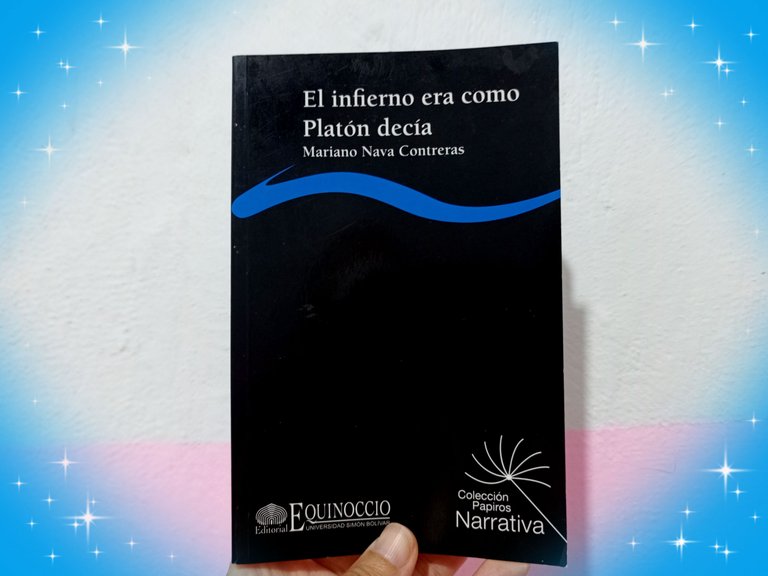 El infierno era como
Platón decía
Mariano Nava Contreras
Editorial
EQUINOCCIO
UNIVERSIDAD SIMÓN BOLÍVAR
Colección
Papiros
Narrativa